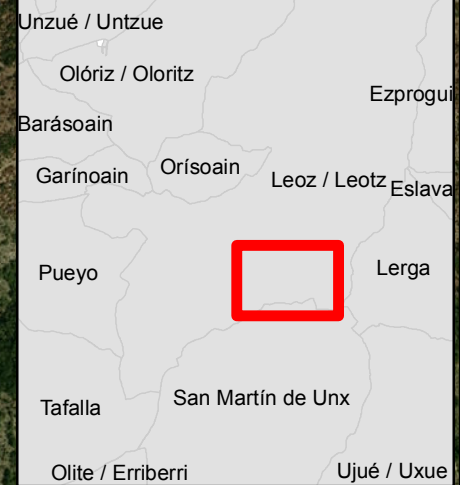 Unzué / Untzue
Olóriz / Oloritz
Ezprogui
Barásoain
Orísoain
Garínoain
Leoz / Leotz
Eslava
Pueyo
Lerga
San Martín de Unx
Tafalla
Olite / Erriberri
Ujué / Uxue